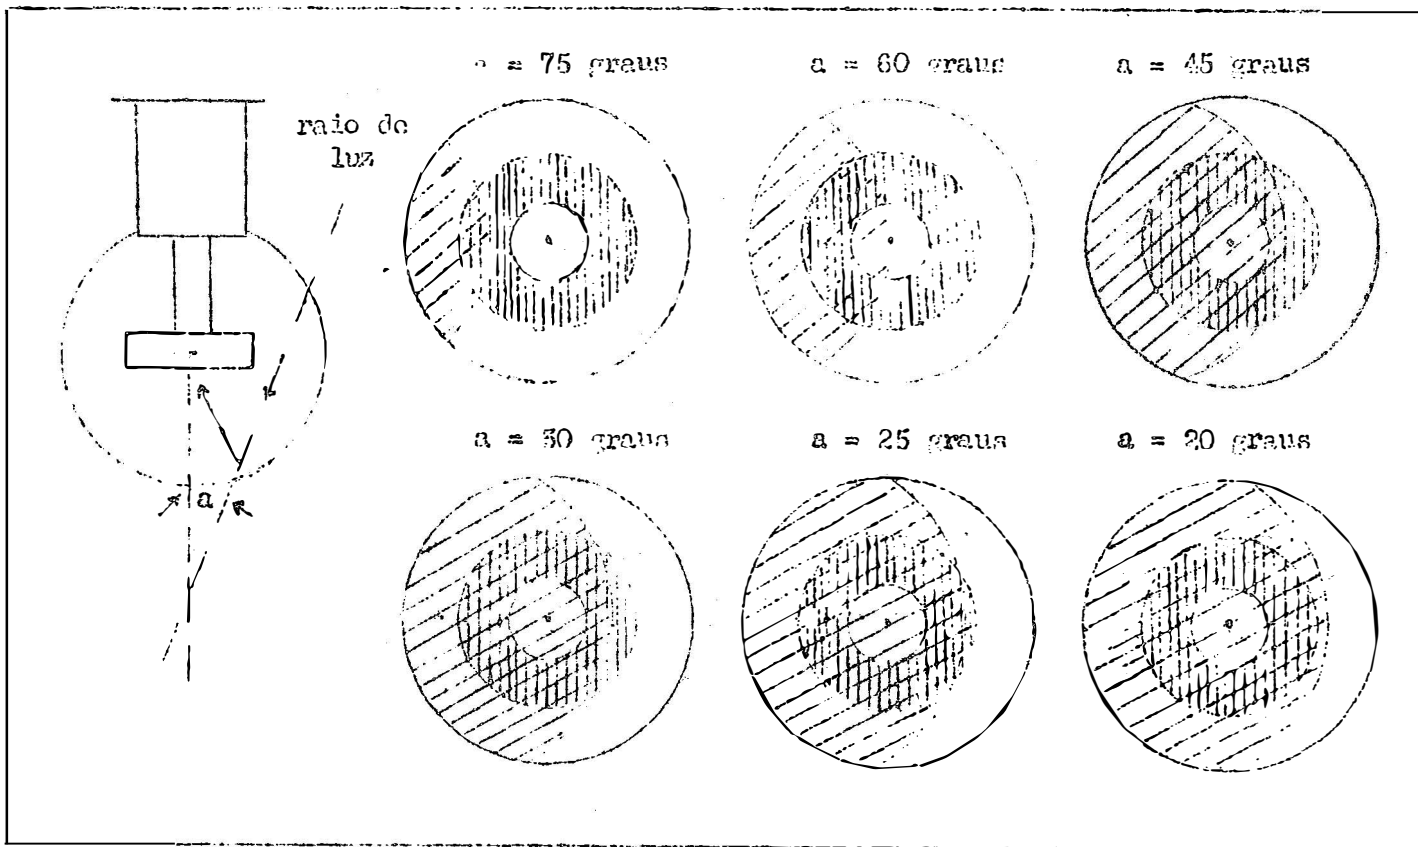 a = 75 graus
a = 60 graus
a = 45 graus
raio de
luz
a = 30 graus
a = 25 graus
a = 20 graus
a